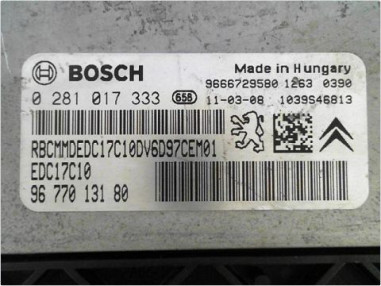 BOSCH
Made in Hungary
9666729580 1263 0390
0 281 017 333 658
11-03-08 1039S46813
RBCMMDEDC17C10DV6D97CEM01
EDC17C10
96 770 131 80